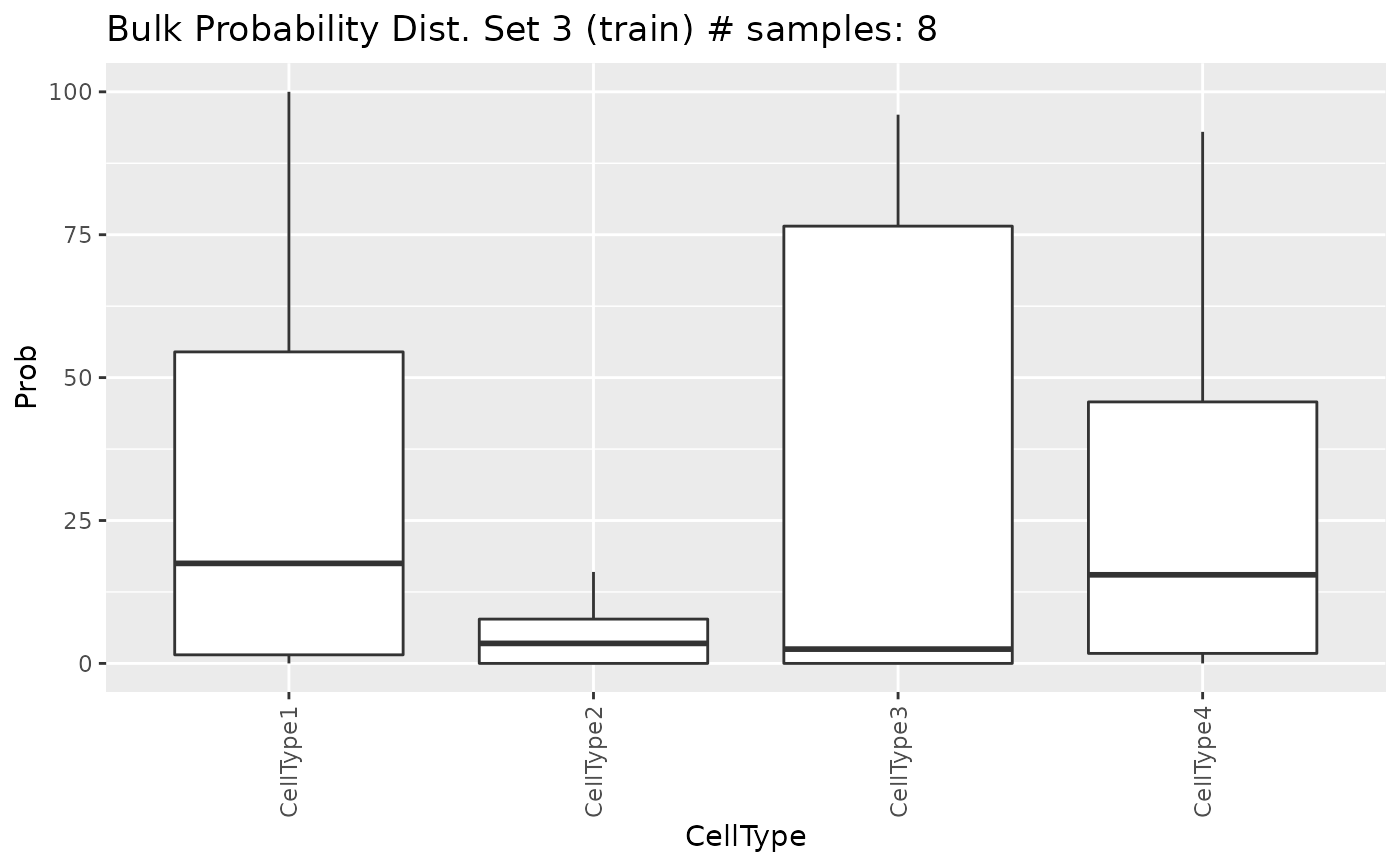 Bulk Probability Dist. Set 3 (train) # samples: 8
100
75
50
25
0
Prob
CellType1
CellType2
CellType3
CellType4
CellType